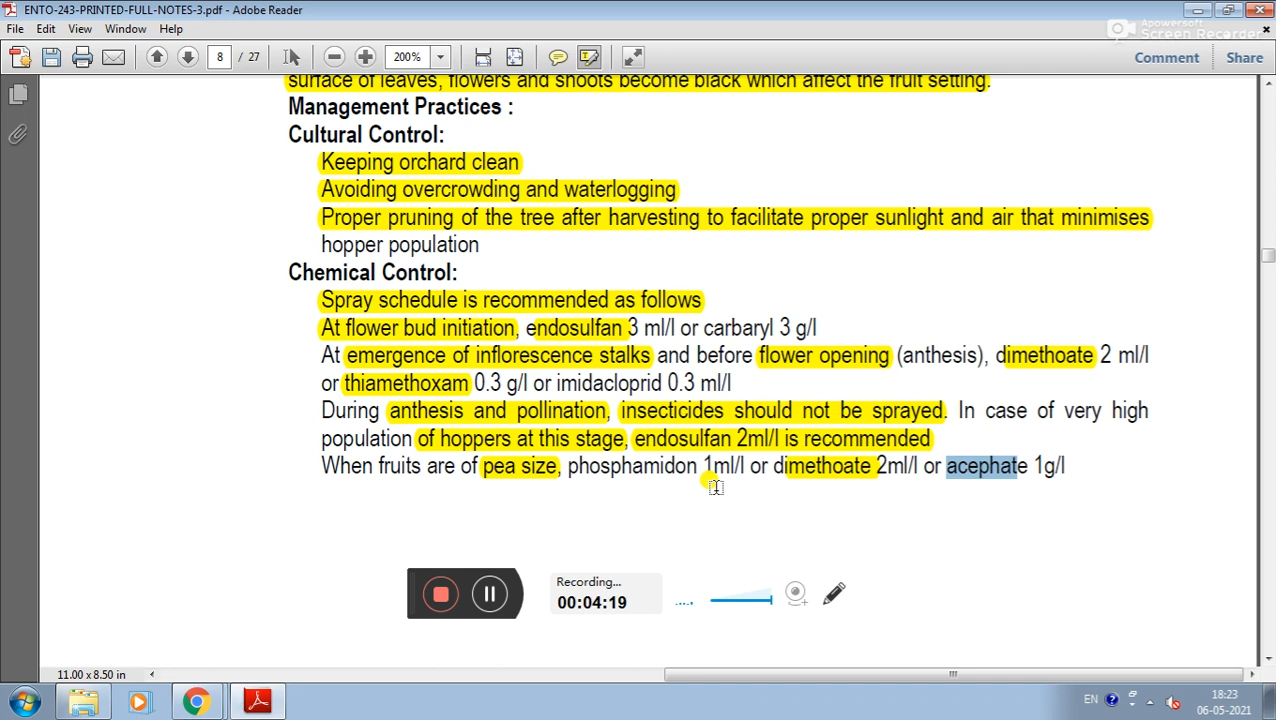 ENTO-243-PRINTED-FULL-NOTES-3.pdf - Adobe Reader
File Edit View Window Help
Apowersoft
Screen Recorder
8 / 27 200% Comment Share
surface of leaves, flowers and shoots become black which affect the fruit setting.
Management Practices :
Cultural Control:
Keeping orchard clean
Avoiding overcrowding and waterlogging
Proper pruning of the tree after harvesting to facilitate proper sunlight and air that minimises
hopper population
Chemical Control:
Spray schedule is recommended as follows
At flower bud initiation, endosulfan 3 ml/l or carbaryl 3 g/l
At emergence of inflorescence stalks and before flower opening (anthesis), dimethoate 2 ml/l
or thiamethoxam 0.3 g/l or imidacloprid 0.3 ml/l
During anthesis and pollination, insecticides should not be sprayed. In case of very high
population of hoppers at this stage, endosulfan 2ml/l is recommended
When fruits are of pea size, phosphamidon 1ml/l or dimethoate 2ml/l or acephate 1g/l
Recording...
00:04:19
11.00 x 8.50 in
EN 18:23
06-05-2021